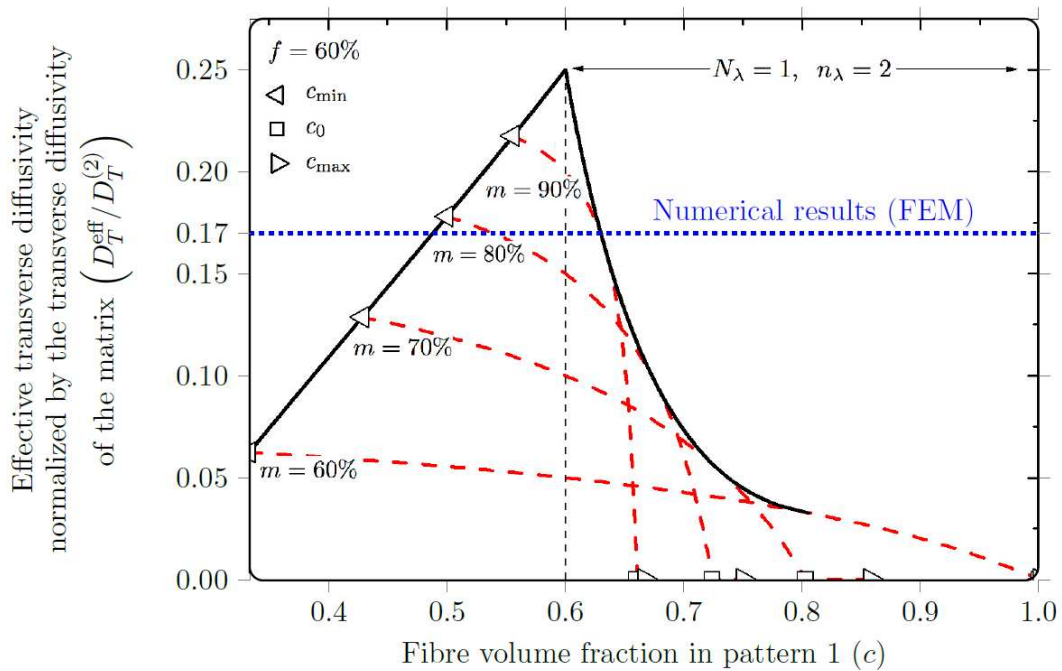 Effective transverse diffusivity
normalized by the transverse diffusivity
of the matrix (D_T^eff / D_T^(2))
0.25
0.20
0.17
0.15
0.10
0.05
0.00
f = 60%
c_min
c_0
c_max
N_λ = 1, n_λ = 2
m = 90%
Numerical results (FEM)
m = 80%
m = 70%
m = 60%
0.4 0.5 0.6 0.7 0.8 0.9 1.0
Fibre volume fraction in pattern 1 (c)